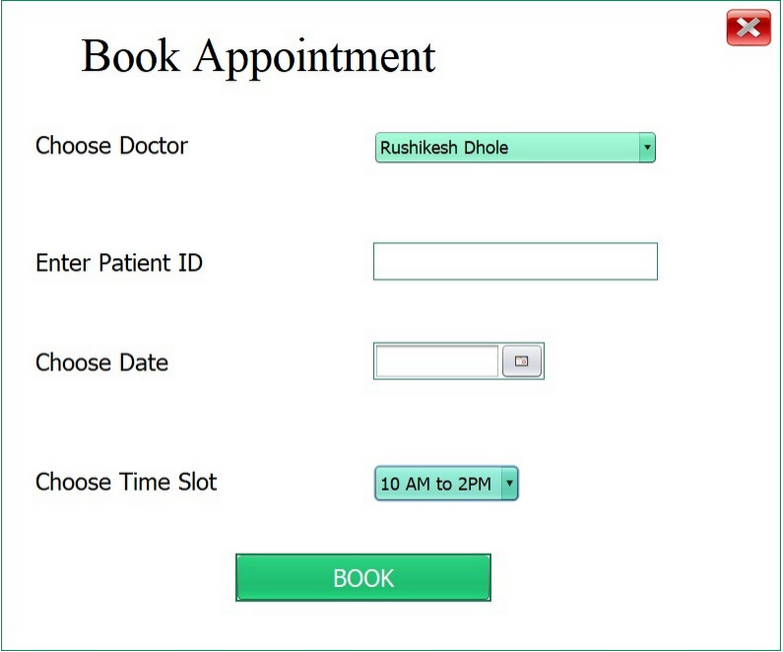 Book Appointment
Choose Doctor
Rushikesh Dhole
Enter Patient ID
Choose Date
Choose Time Slot
10 AM to 2PM
BOOK